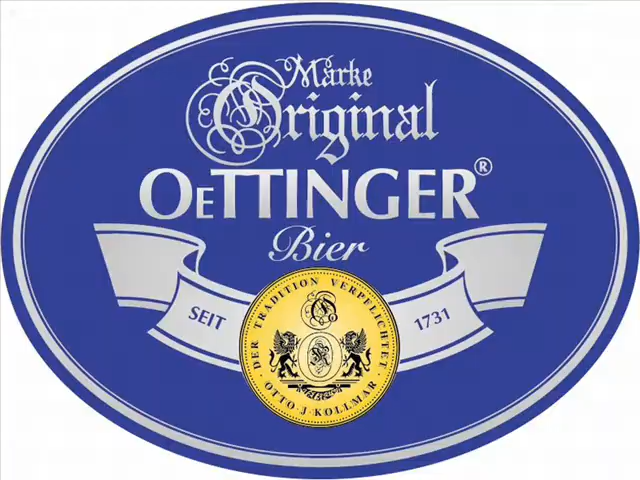 Marke
Original
OeTTINGER®
Bier
SEIT
1731
DER TRADITION VERPFLICHTET
OTTO · J · KOLLMAR